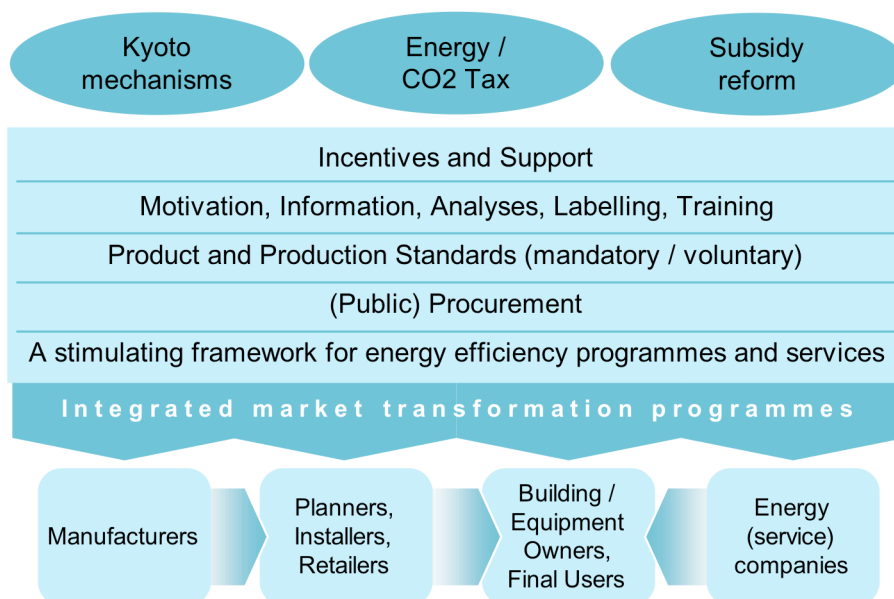 Kyoto
mechanisms
Energy /
CO2 Tax
Subsidy
reform
Incentives and Support
Motivation, Information, Analyses, Labelling, Training
Product and Production Standards (mandatory / voluntary)
(Public) Procurement
A stimulating framework for energy efficiency programmes and services
Integrated market transformation programmes
Manufacturers
Planners,
Installers,
Retailers
Building /
Equipment
Owners,
Final Users
Energy
(service)
companies